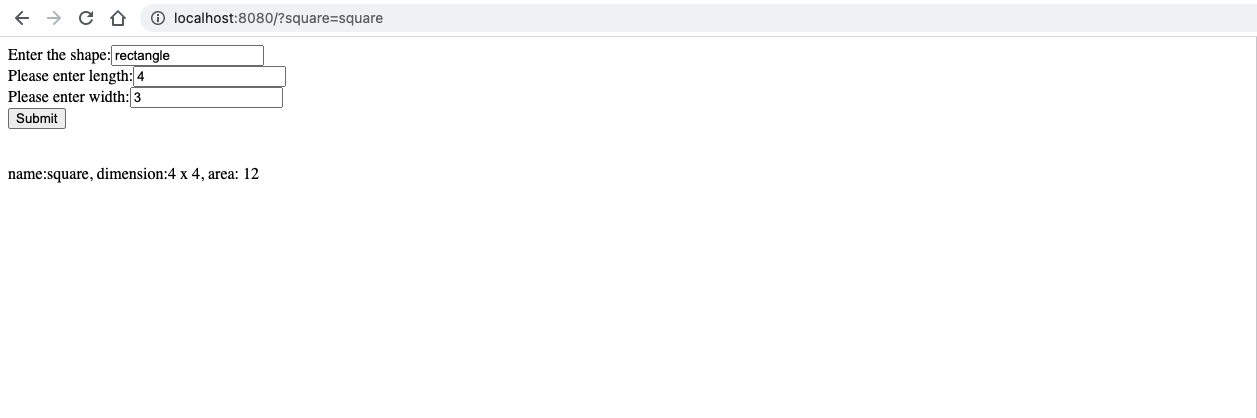 localhost:8080/?square=square
Enter the shape:rectangle
Please enter length:4
Please enter width:3
Submit
name:square, dimension:4 x 4, area: 12